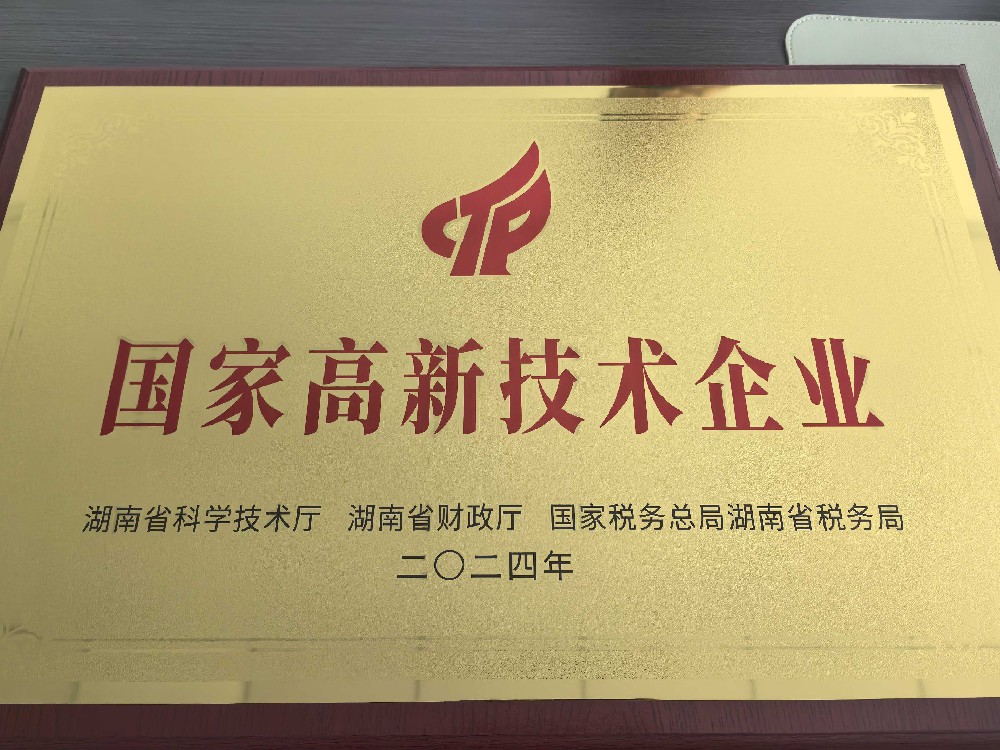 国家高新技术企业
湖南省科学技术厅 湖南省财政厅 国家税务总局湖南省税务局
二〇二四年